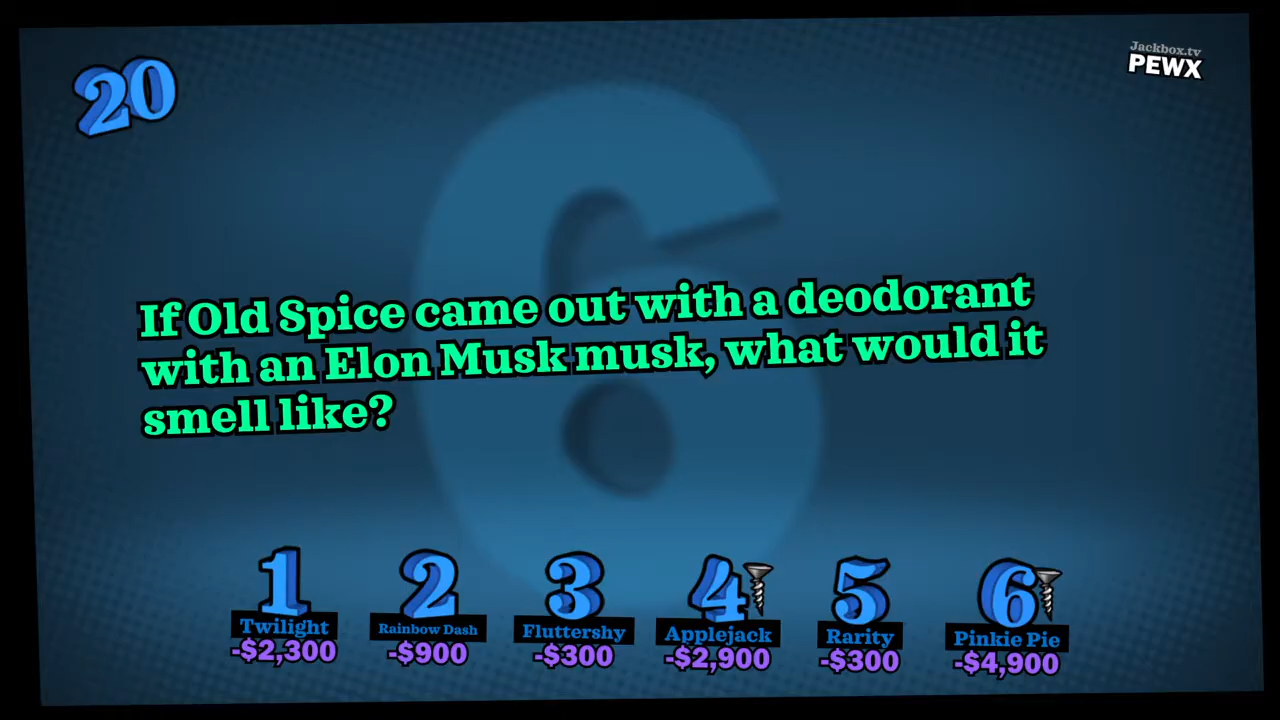 20
Jackbox.tv
PEWX
6
If Old Spice came out with a deodorant
with an Elon Musk musk, what would it
smell like?
1 2 3 4 5 6
Twilight Rainbow Dash Fluttershy Applejack Rarity Pinkie Pie
-$2,300 -$900 -$300 -$2,900 -$300 -$4,900